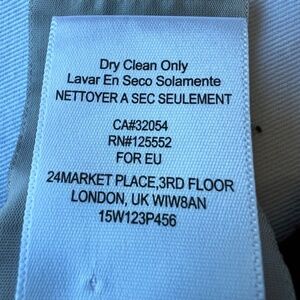 Dry Clean Only
Lavar En Seco Solamente
NETTOYER A SEC SEULEMENT
CA#32054
RN#125552
FOR EU
24MARKET PLACE,3RD FLOOR
LONDON, UK WIW8AN
15W123P456